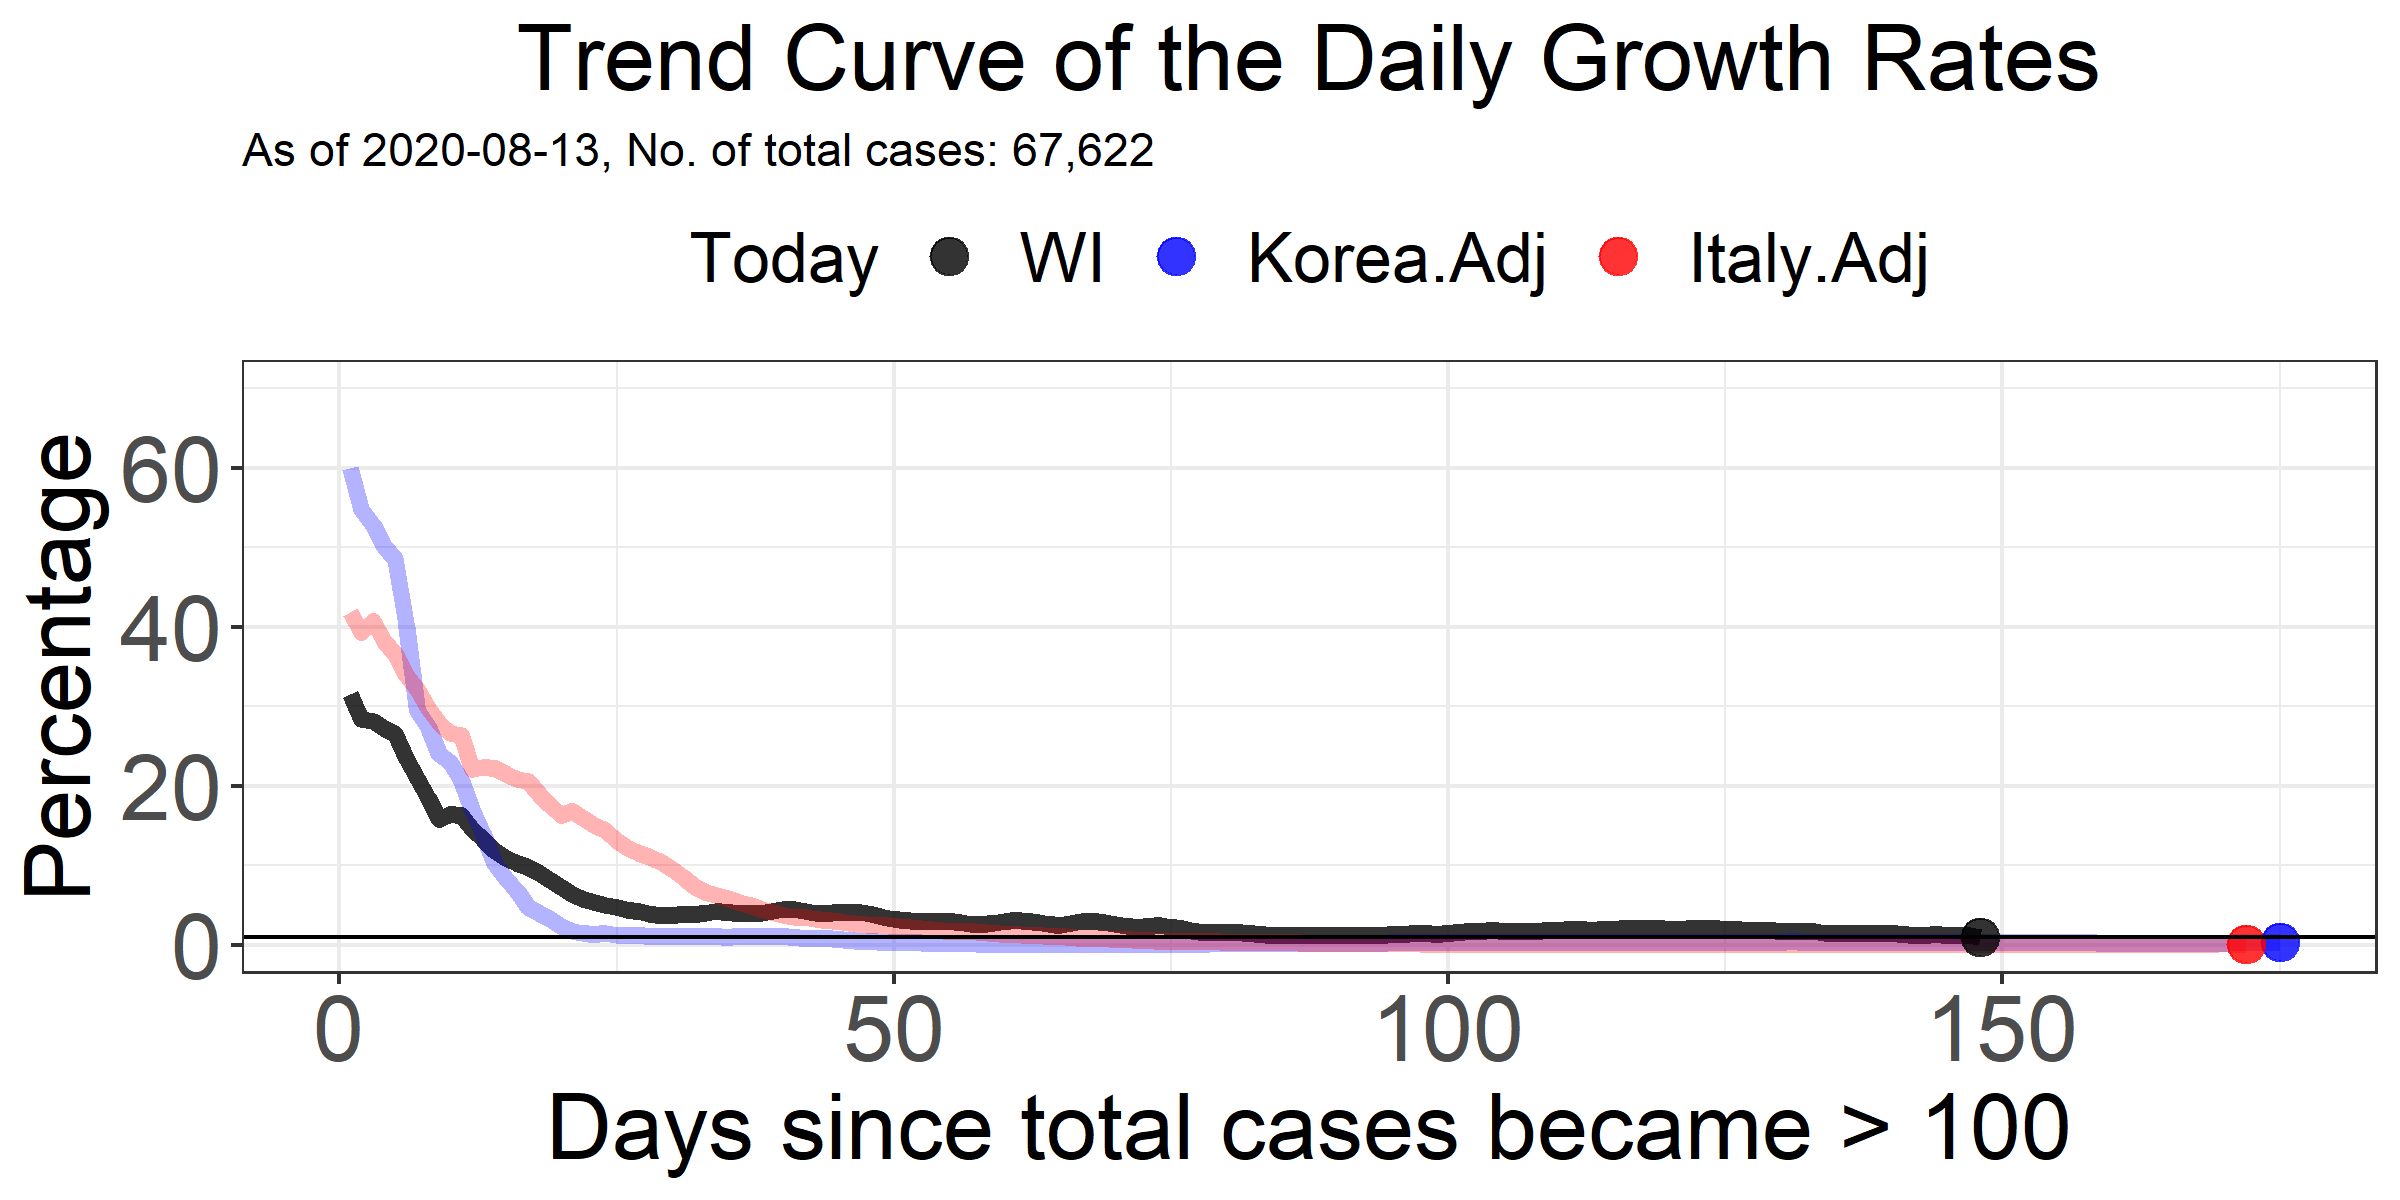 Trend Curve of the Daily Growth Rates
As of 2020-08-13, No. of total cases: 67,622
Today WI Korea.Adj Italy.Adj
Percentage
60
40
20
0
0 50 100 150
Days since total cases became > 100